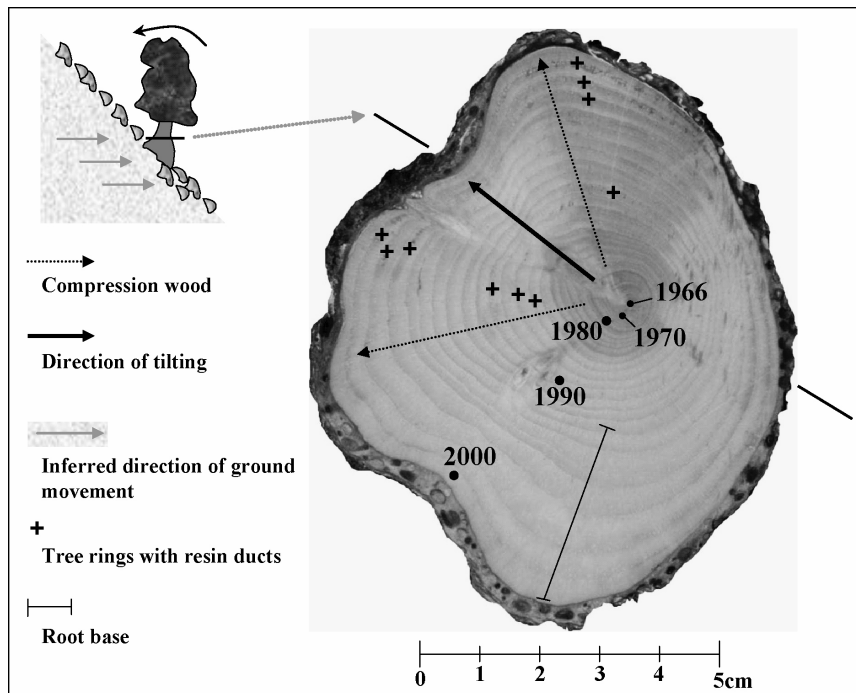 Compression wood
Direction of tilting
Inferred direction of ground
movement
+
Tree rings with resin ducts
Root base
1966
1980
1970
1990
2000
0 1 2 3 4 5cm